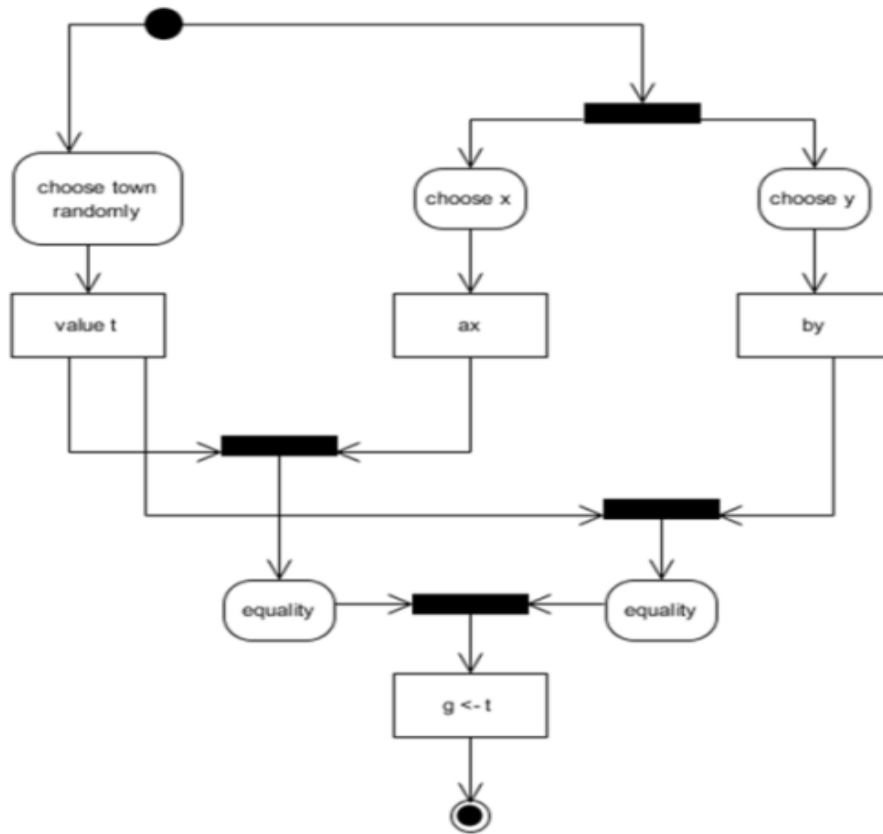 choose town
randomly
choose x
choose y
value t
ax
by
equality
equality
g <- t